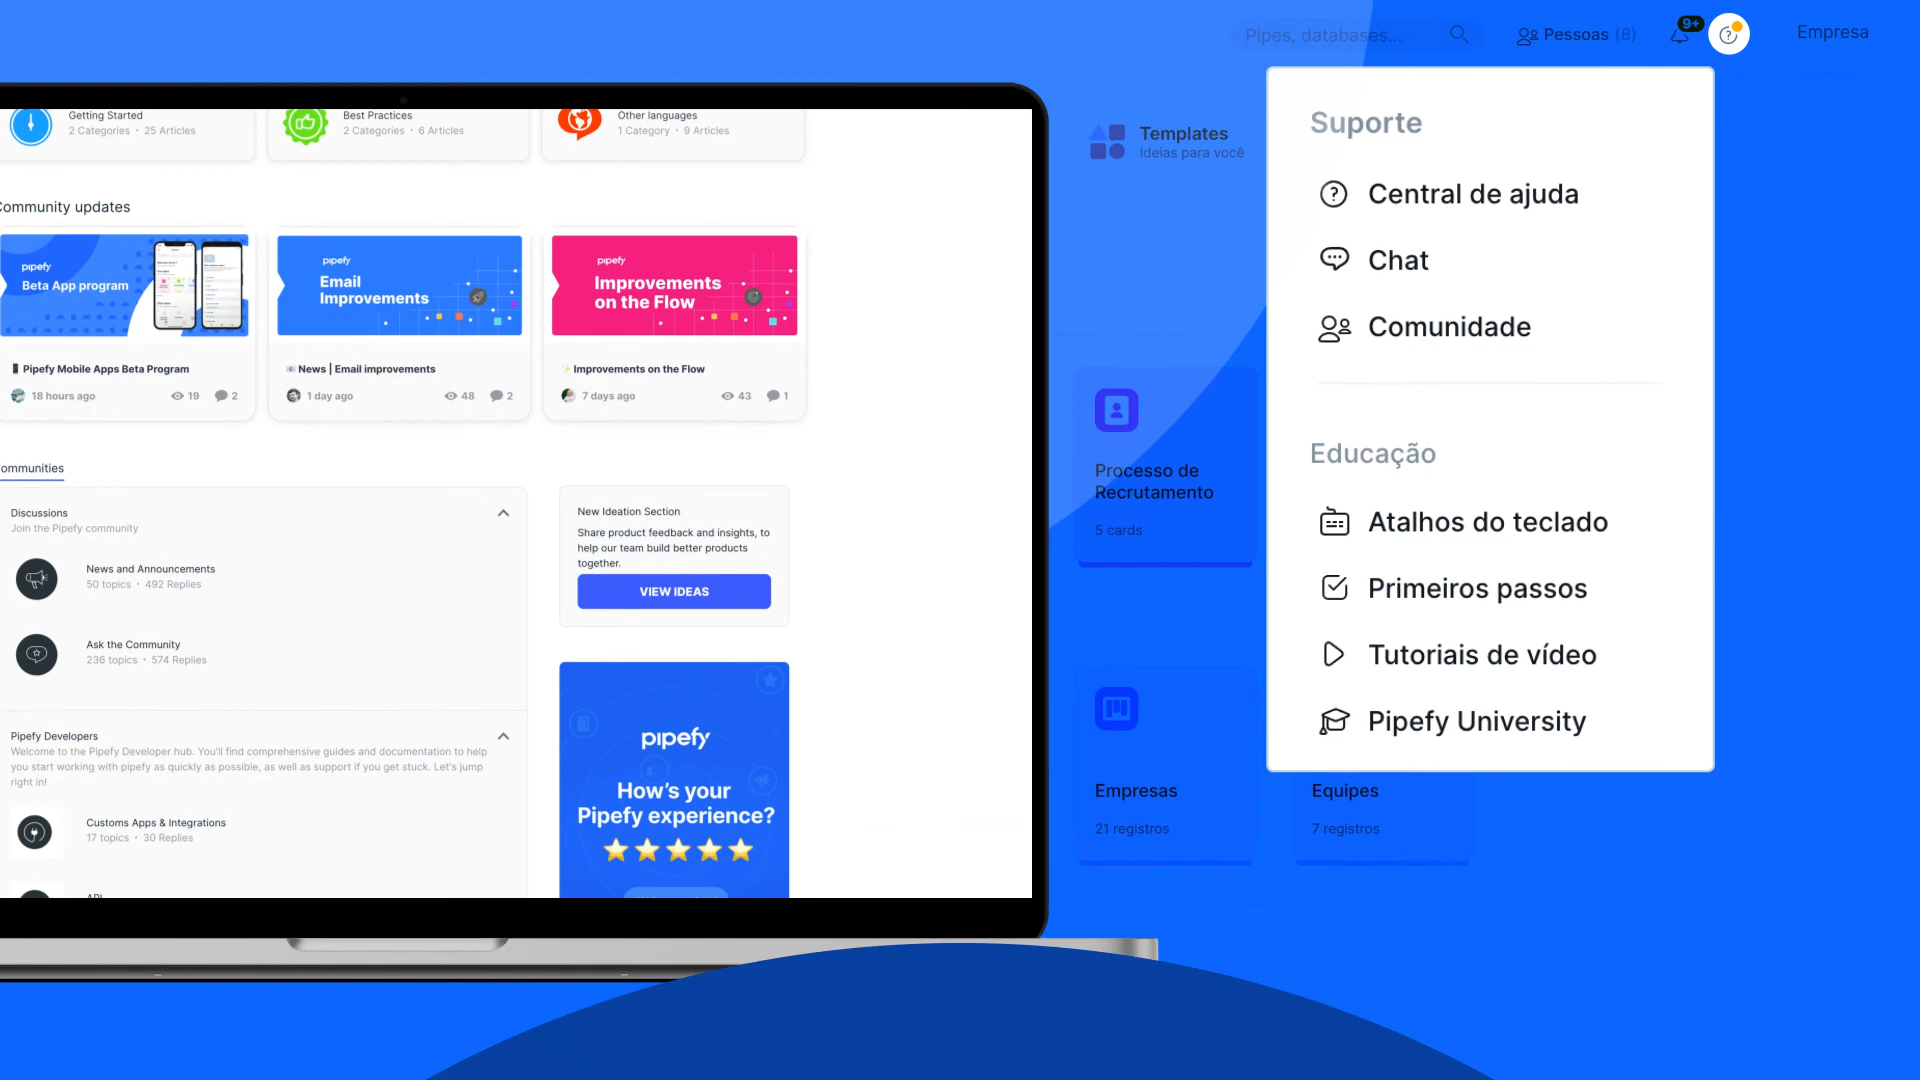 Pipes, databases...
Pessoas (8)
9+
Empresa
Getting Started
2 Categories • 25 Articles
Best Practices
2 Categories • 6 Articles
Other languages
1 Category • 9 Articles
Community updates
pipefy
Beta App program
pipefy
Email
Improvements
pipefy
Improvements
on the Flow
Pipefy Mobile Apps Beta Program
18 hours ago
19
2
News | Email improvements
1 day ago
48
2
Improvements on the Flow
7 days ago
43
1
ommunities
Discussions
Join the Pipefy community
News and Announcements
50 topics • 492 Replies
Ask the Community
236 topics • 574 Replies
Pipefy Developers
Welcome to the Pipefy Developer hub. You'll find comprehensive guides and documentation to help
you start working with pipefy as quickly as possible, as well as support if you get stuck. Let's jump
right in!
Customs Apps & Integrations
17 topics • 30 Replies
API
New Ideation Section
Share product feedback and insights, to
help our team build better products
together.
VIEW IDEAS
pipefy
How's your
Pipefy experience?
Templates
Ideias para você
Processo de
Recrutamento
5 cards
Empresas
21 registros
Equipes
7 registros
Suporte
Central de ajuda
Chat
Comunidade
Educação
Atalhos do teclado
Primeiros passos
Tutoriais de vídeo
Pipefy University